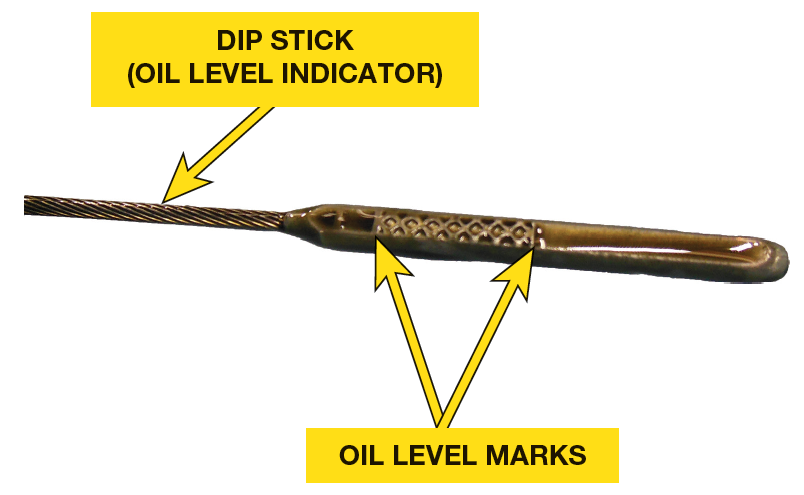 DIP STICK
(OIL LEVEL INDICATOR)
OIL LEVEL MARKS